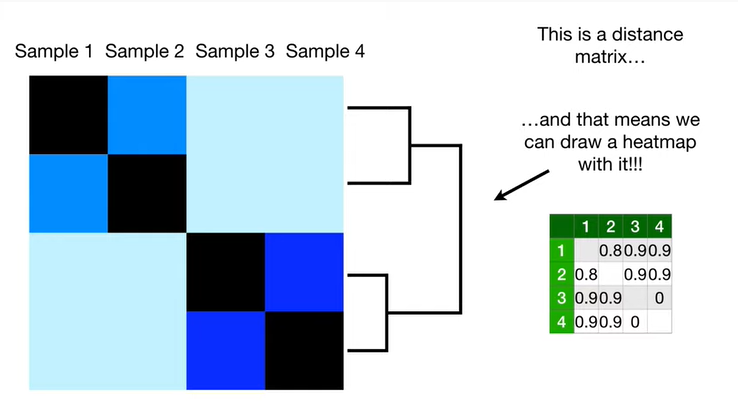 Sample 1 Sample 2 Sample 3 Sample 4
This is a distance
matrix...
...and that means we
can draw a heatmap
with it!!!
1 2 3 4
1 0.8 0.9 0.9
2 0.8 0.9 0.9
3 0.9 0.9 0
4 0.9 0.9 0